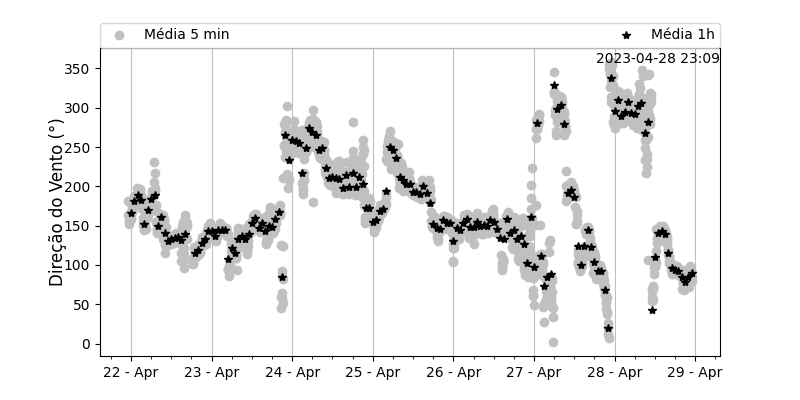 Média 5 min
Média 1h
2023-04-28 23:09
Direção do Vento (°)
350
300
250
200
150
100
50
0
22 - Apr
23 - Apr
24 - Apr
25 - Apr
26 - Apr
27 - Apr
28 - Apr
29 - Apr